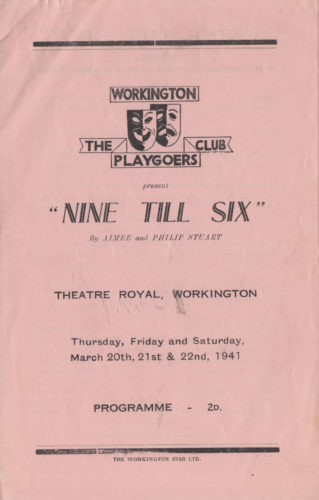 WORKINGTON
THE CLUB
PLAYGOERS
present
"NINE TILL SIX"
By AIMEE and PHILIP STUART
THEATRE ROYAL, WORKINGTON
Thursday, Friday and Saturday,
March 20th, 21st & 22nd, 1941
PROGRAMME - 2D.
THE WORKINGTON STAR LTD.